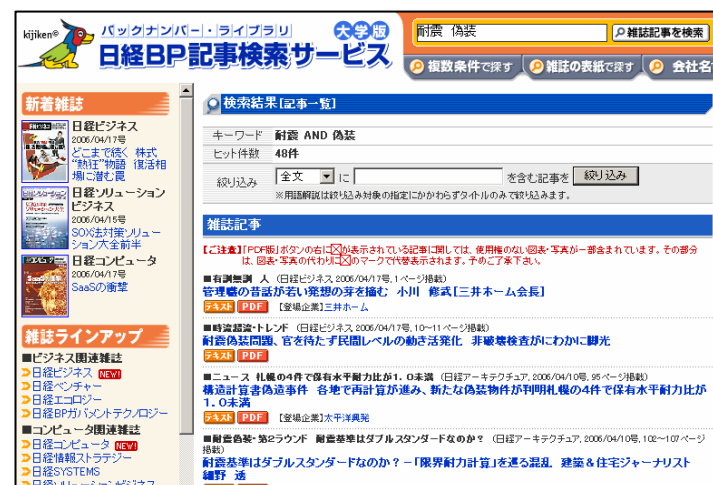 kijiken®
バックナンバー・ライブラリ
大学版
日経BP記事検索サービス
耐震 偽装
雑誌記事を検索
複数条件で探す
雑誌の表紙で探す
会社名
新着雑誌
日経ビジネス
2006/04/17号
どこまで続く 株式
“熱狂”物語 復活相
場に潜む罠
日経ソリューション
ビジネス
2006/04/15号
SOX法対策ソリュー
ション大全前半
日経コンピュータ
2006/04/17号
SaaSの衝撃
雑誌ラインアップ
■ビジネス関連雑誌
日経ビジネス NEW!
日経ベンチャー
日経エコロジー
日経BPガバメントテクノロジー
■コンピュータ関連雑誌
日経コンピュータ NEW!
日経情報ストラテジー
日経SYSTEMS
日経ソリューションビジネス
検索結果[記事一覧]
キーワード 耐震 AND 偽装
ヒット件数 48件
絞り込み 全文 に を含む記事を 絞り込み
※用語解説は絞り込み対象の指定にかかわらずタイトルのみで絞り込みます。
雑誌記事
【ご注意】「PDF版」ボタンの右に☒が表示されている記事に関しては、使用権のない図表・写真が一部含まれています。その部分
は、図表・写真の代わりに☒のマークで代替表示されます。予めご了承下さい。
■有訓無訓 人 (日経ビジネス,2006/04/17号,1ページ掲載)
管理職の昔話が若い発想の芽を摘む 小川 修武[三井ホーム会長]
テキスト PDF 【登場企業】三井ホーム
■時流超流・トレンド (日経ビジネス,2006/04/17号,10~11ページ掲載)
耐震偽装問題、官を待たず民間レベルの動き活発化 非破壊検査がにわかに脚光
テキスト PDF
■ニュース 札幌の4件で保有水平耐力比が1.0未満 (日経アーキテクチュア,2006/04/10号,95ページ掲載)
構造計算書偽造事件 各地で再計算が進み、新たな偽装物件が判明札幌の4件で保有水平耐力比が
1.0未満
テキスト PDF 【登場企業】太平洋興発
■耐震偽装・第2ラウンド 耐震基準はダブルスタンダードなのか? (日経アーキテクチュア,2006/04/10号,102~107ページ
掲載)
耐震基準はダブルスタンダードなのか?-「限界耐力計算」を巡る混乱 建築&住宅ジャーナリスト
細野 透